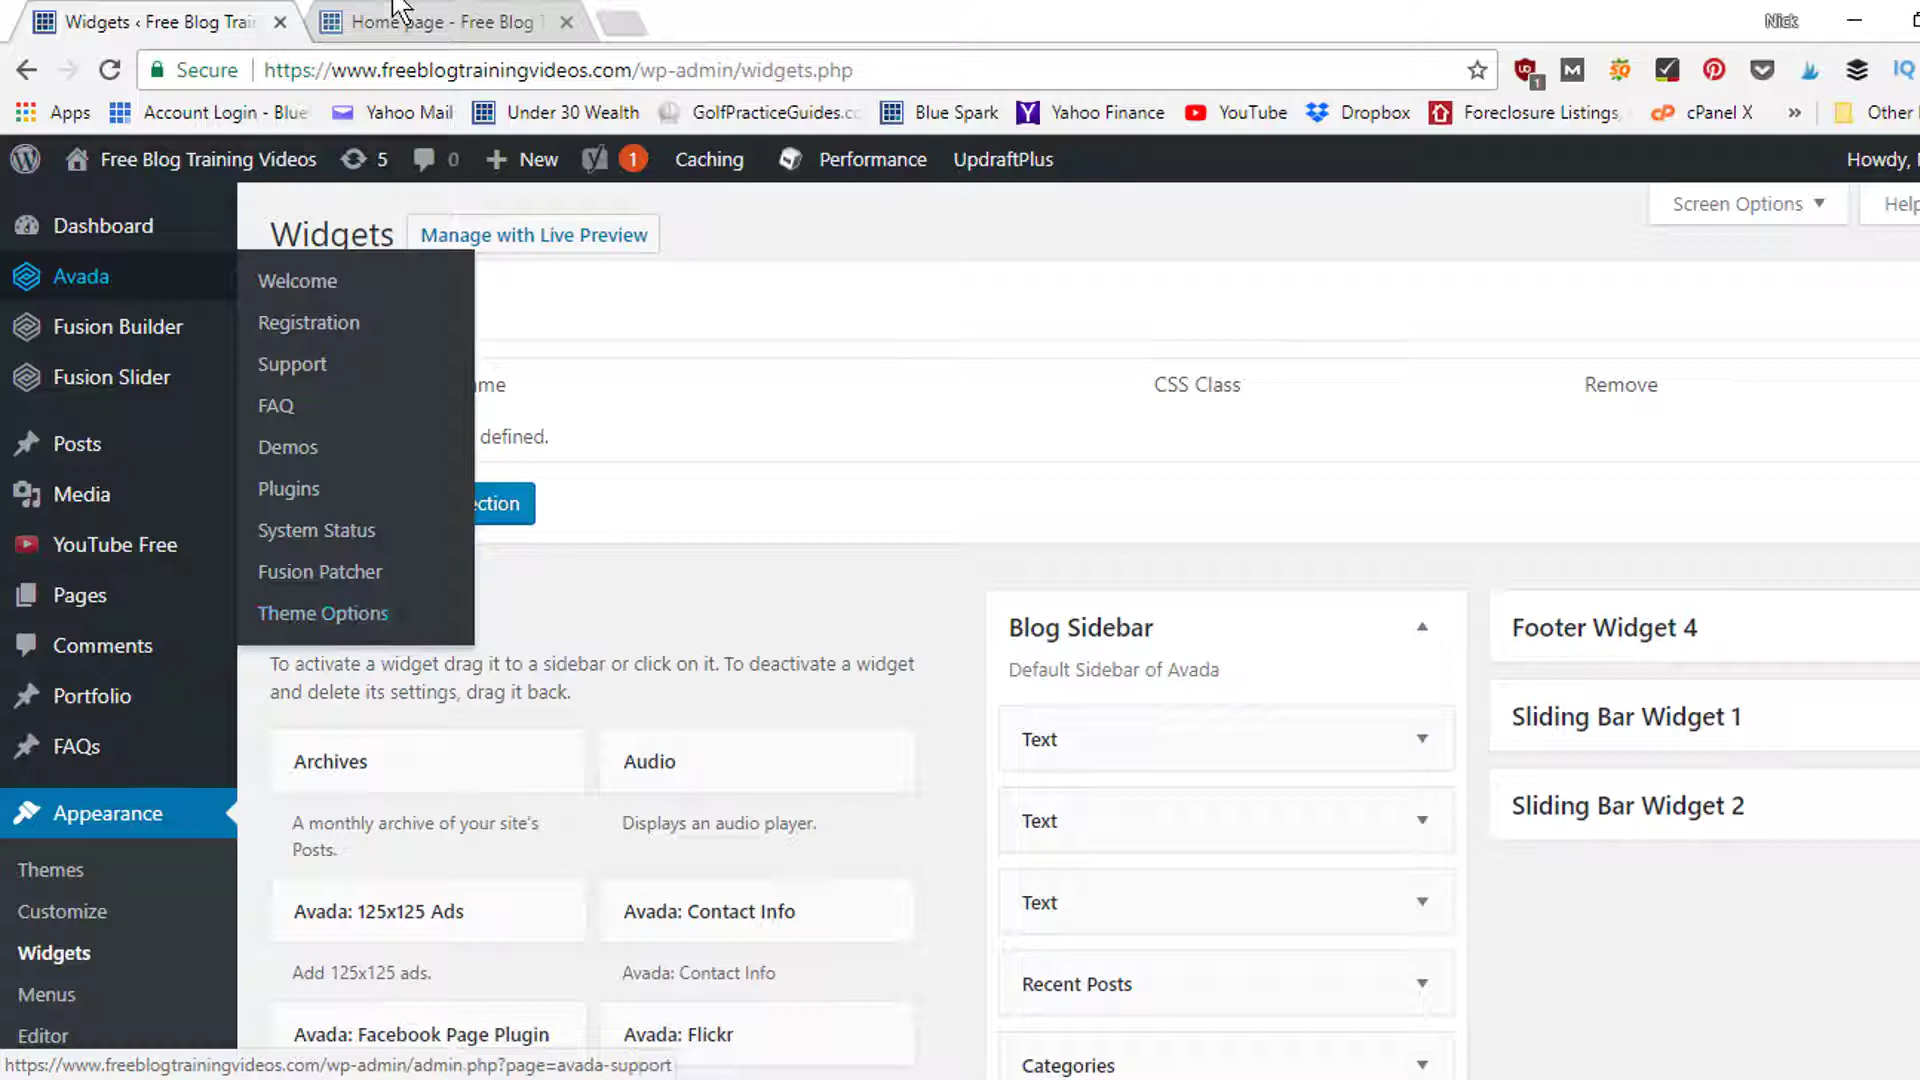 Widgets ‹ Free Blog Trai
Home page - Free Blog T
Nick
Secure
https://www.freeblogtrainingvideos.com/wp-admin/widgets.php
1
IQ
Apps
Account Login - Blue
Yahoo Mail
Under 30 Wealth
GolfPracticeGuides.cc
Blue Spark
Yahoo Finance
YouTube
Dropbox
Foreclosure Listings,
cPanel X
»
Other
Free Blog Training Videos
5
0
New
1
Caching
Performance
UpdraftPlus
Howdy,
Dashboard
Avada
Fusion Builder
Fusion Slider
Posts
Media
YouTube Free
Pages
Comments
Portfolio
FAQs
Appearance
Themes
Customize
Widgets
Menus
Editor
Welcome
Registration
Support
FAQ
Demos
Plugins
System Status
Fusion Patcher
Theme Options
Widgets
Manage with Live Preview
Screen Options
Help
me
CSS Class
Remove
defined.
ection
To activate a widget drag it to a sidebar or click on it. To deactivate a widget
and delete its settings, drag it back.
Archives
Audio
A monthly archive of your site's
Posts.
Displays an audio player.
Avada: 125x125 Ads
Avada: Contact Info
Add 125x125 ads.
Avada: Contact Info
Avada: Facebook Page Plugin
Avada: Flickr
Blog Sidebar
Default Sidebar of Avada
Text
Text
Text
Recent Posts
Categories
Footer Widget 4
Sliding Bar Widget 1
Sliding Bar Widget 2
https://www.freeblogtrainingvideos.com/wp-admin/admin.php?page=avada-support